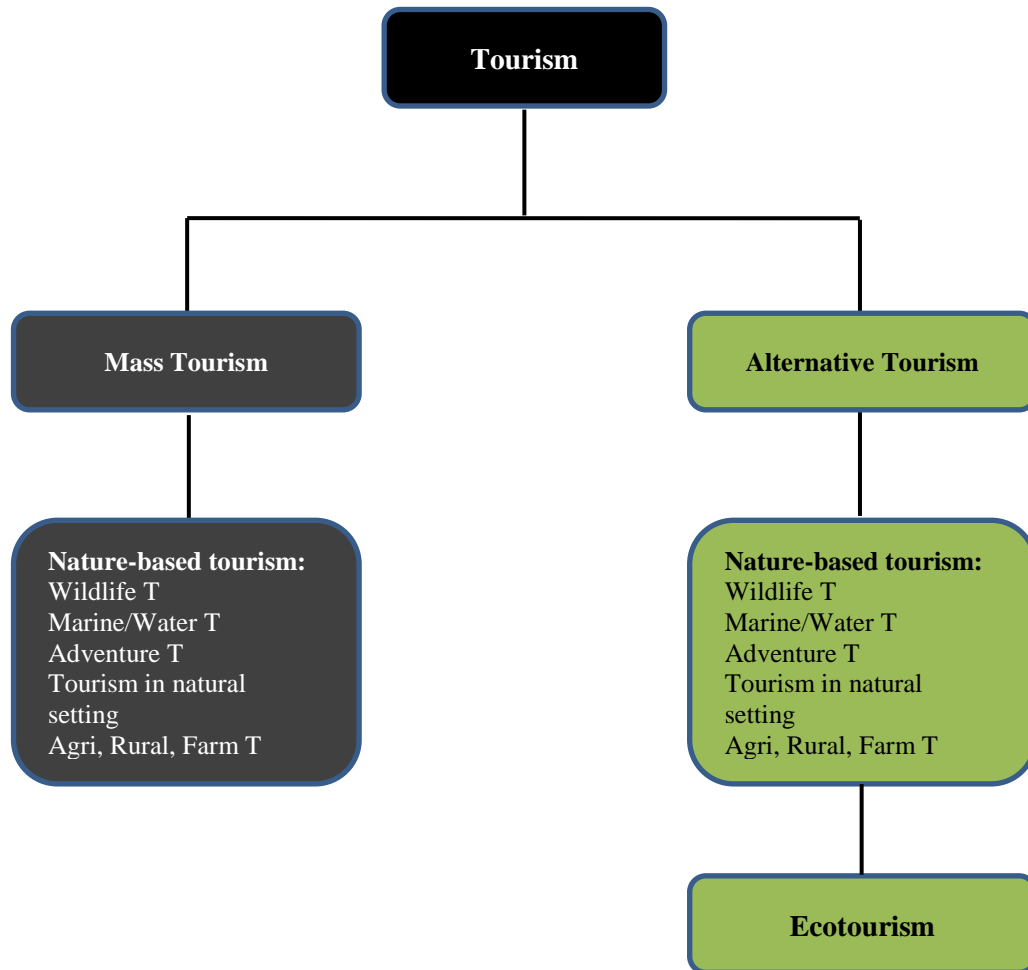 Tourism
Mass Tourism
Alternative Tourism
Nature-based tourism:
Wildlife T
Marine/Water T
Adventure T
Tourism in natural
setting
Agri, Rural, Farm T
Nature-based tourism:
Wildlife T
Marine/Water T
Adventure T
Tourism in natural
setting
Agri, Rural, Farm T
Ecotourism